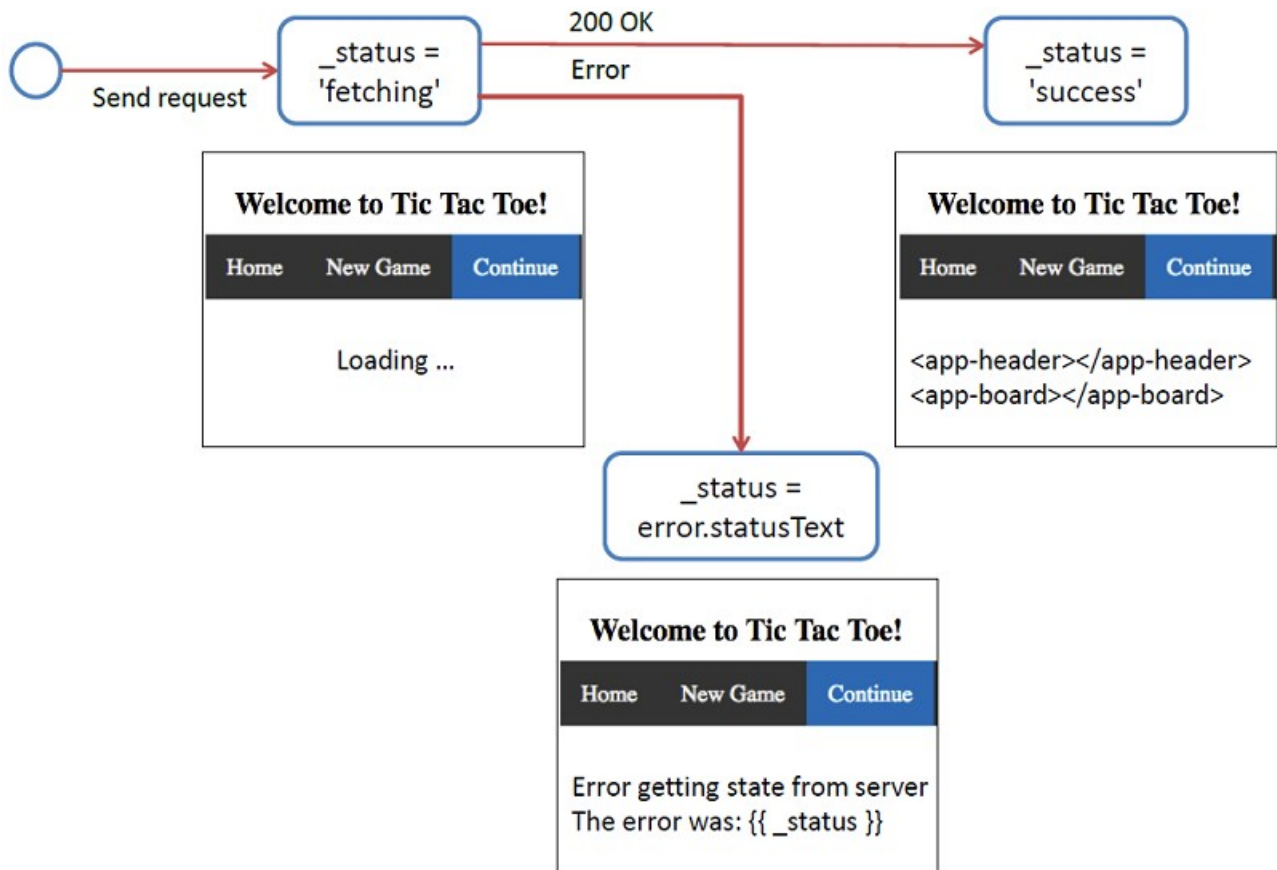 200 OK
_status =
'fetching'
_status =
'success'
Error
Send request
Welcome to Tic Tac Toe!
Home New Game Continue
Loading ...
Welcome to Tic Tac Toe!
Home New Game Continue
<app-header></app-header>
<app-board></app-board>
_status =
error.statusText
Welcome to Tic Tac Toe!
Home New Game Continue
Error getting state from server
The error was: {{ _status }}